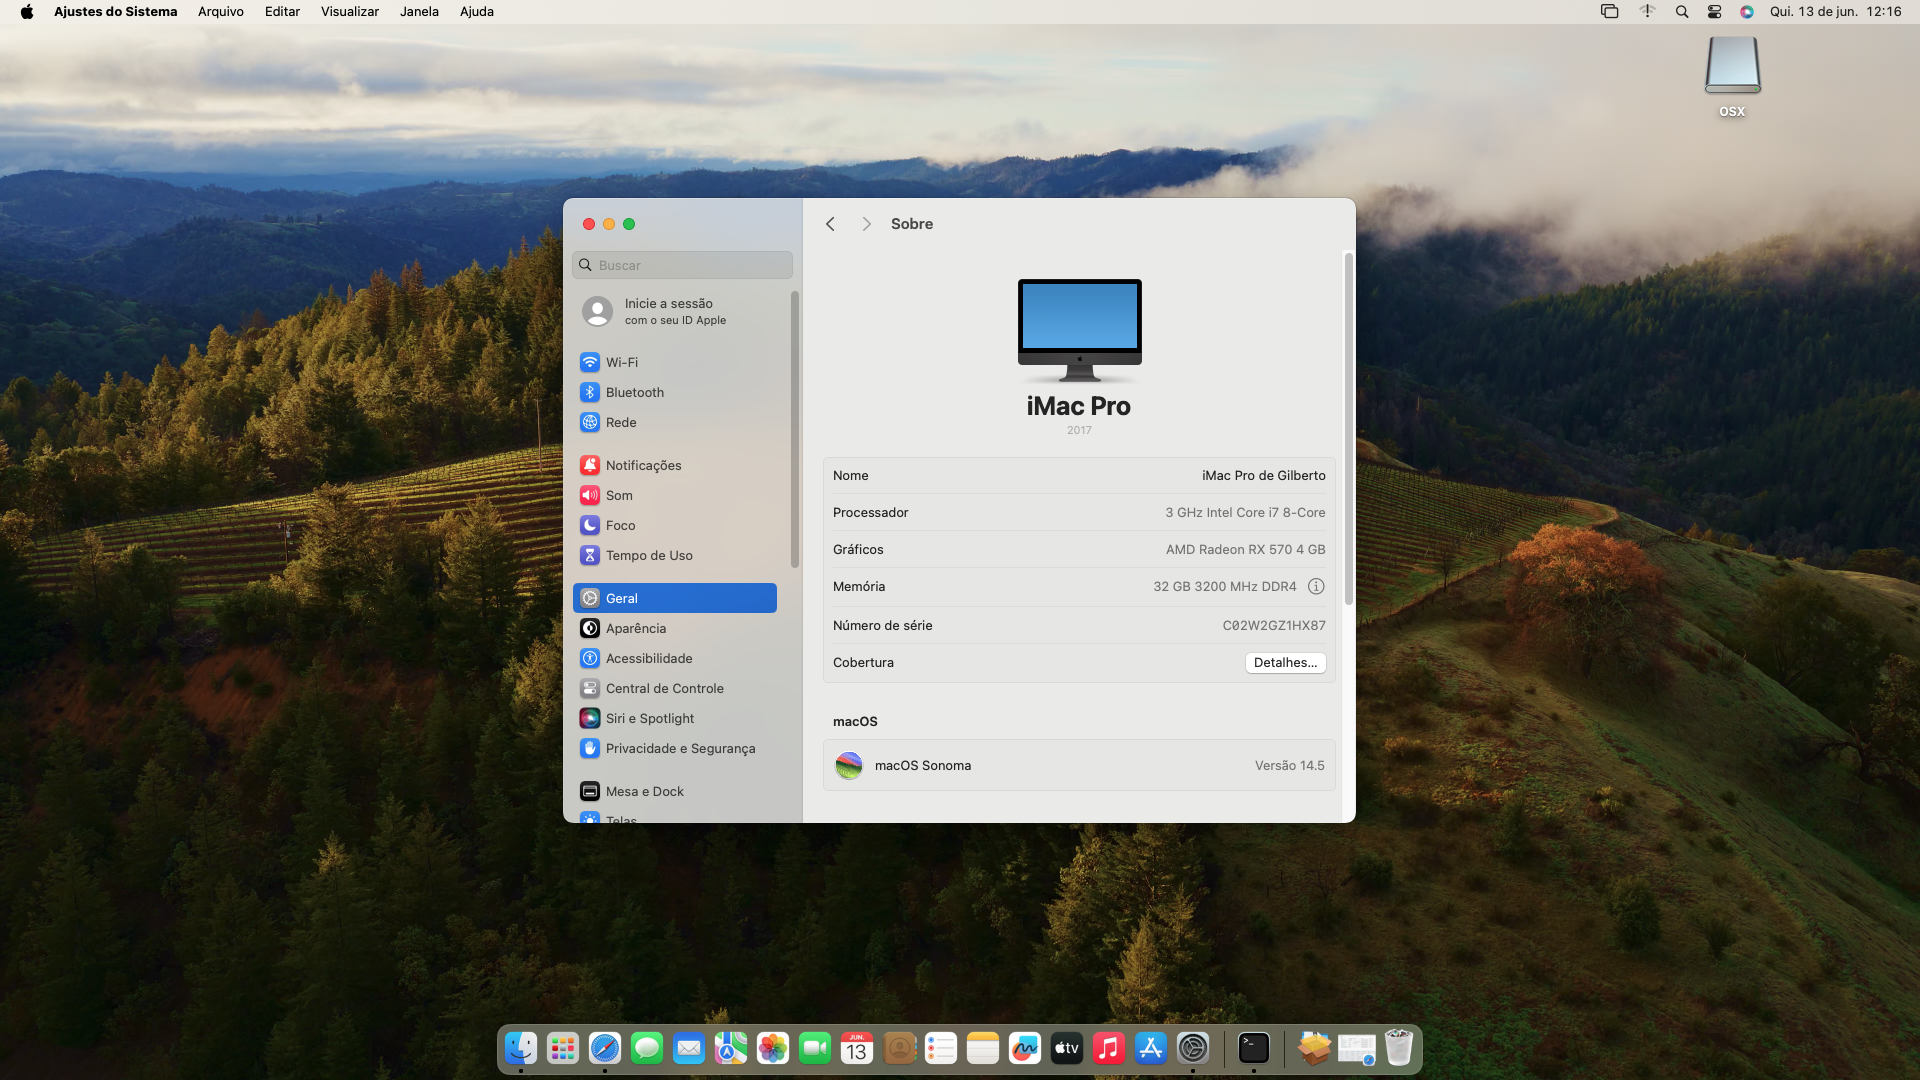 Ajustes do Sistema Arquivo Editar Visualizar Janela Ajuda Qui. 13 de jun. 12:16
OSX
Sobre
Buscar
Inicie a sessão
com o seu ID Apple
Wi-Fi
Bluetooth
Rede
Notificações
Som
Foco
Tempo de Uso
Geral
Aparência
Acessibilidade
Central de Controle
Siri e Spotlight
Privacidade e Segurança
Mesa e Dock
Telas
iMac Pro
2017
Nome iMac Pro de Gilberto
Processador 3 GHz Intel Core i7 8-Core
Gráficos AMD Radeon RX 570 4 GB
Memória 32 GB 3200 MHz DDR4
Número de série C02W2GZ1HX87
Cobertura Detalhes...
macOS
macOS Sonoma Versão 14.5
JUN.
13
tv